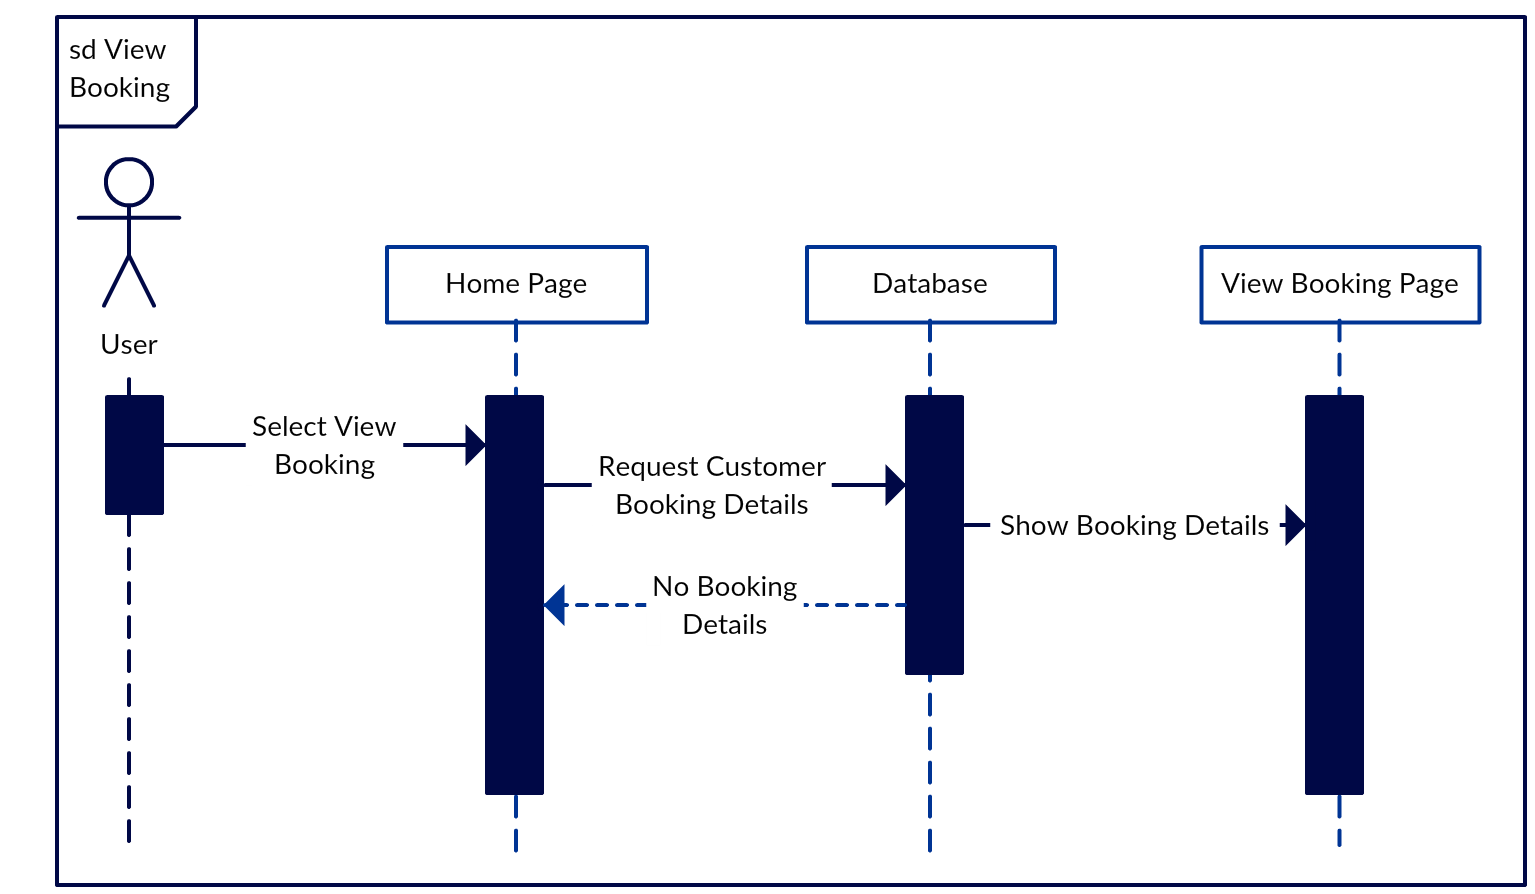 sd View
Booking
User
Home Page
Database
View Booking Page
Select View
Booking
Request Customer
Booking Details
Show Booking Details
No Booking
Details